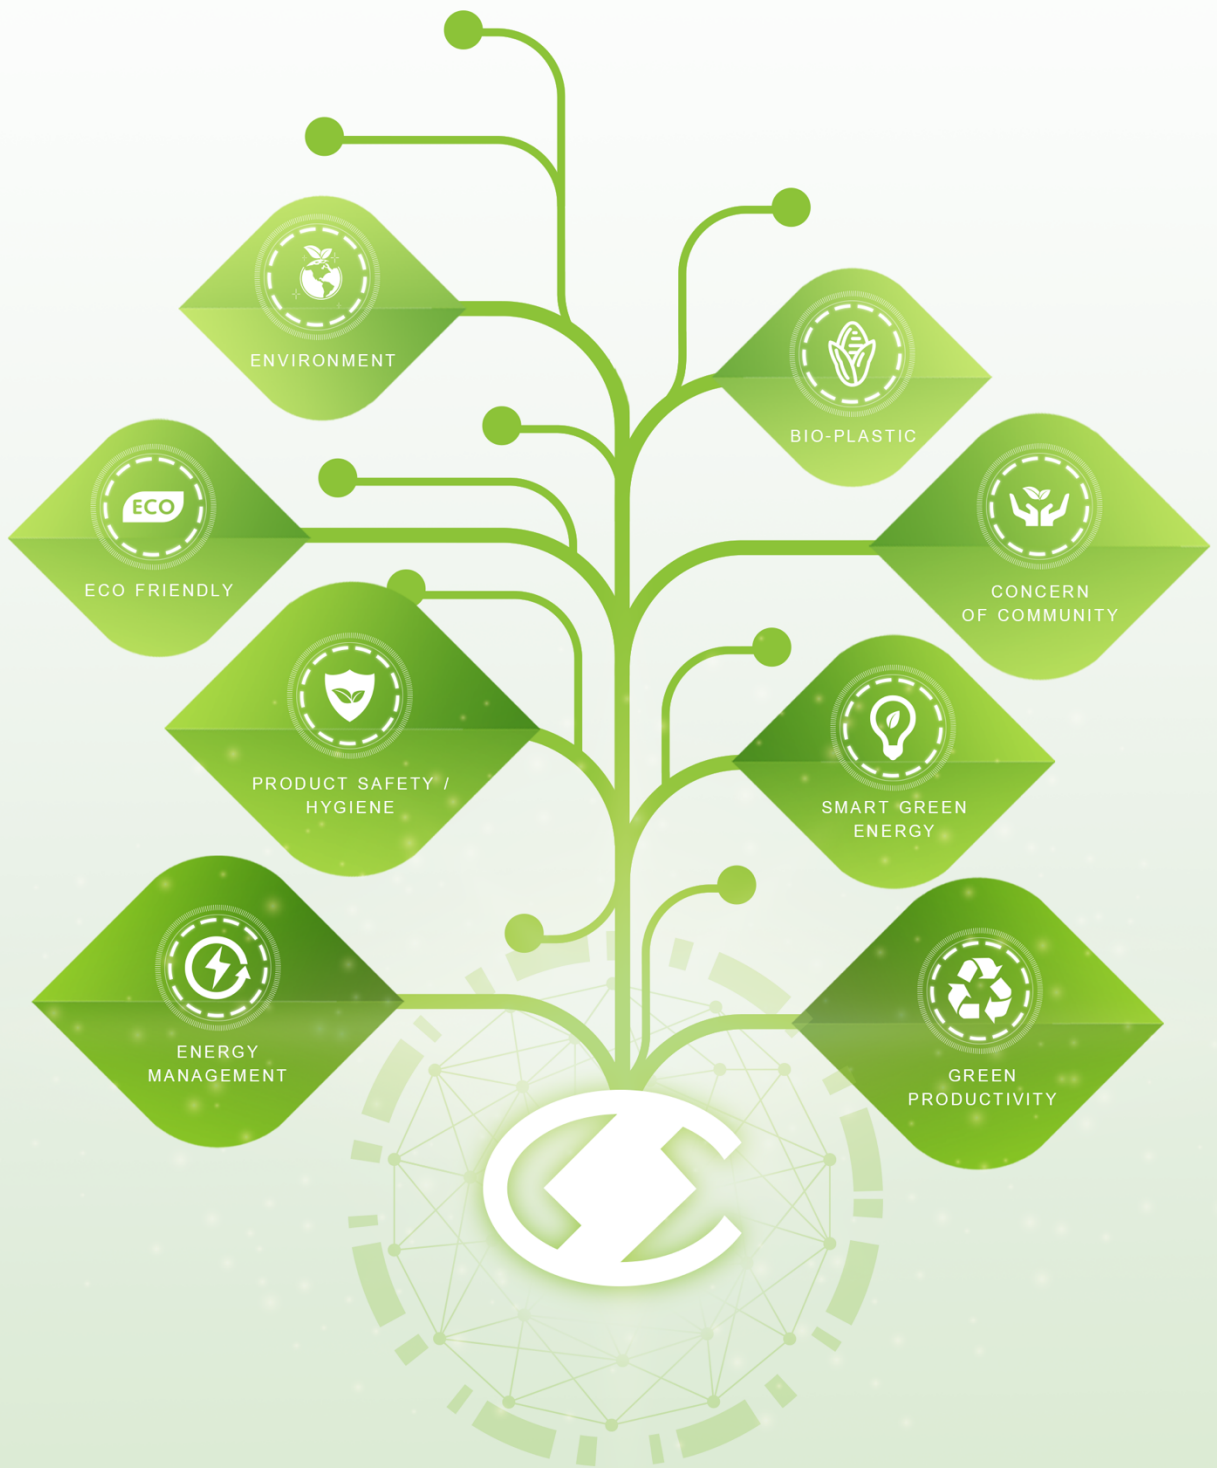 ENVIRONMENT
BIO-PLASTIC
ECO
ECO FRIENDLY
CONCERN
OF COMMUNITY
PRODUCT SAFETY /
HYGIENE
SMART GREEN
ENERGY
ENERGY
MANAGEMENT
GREEN
PRODUCTIVITY